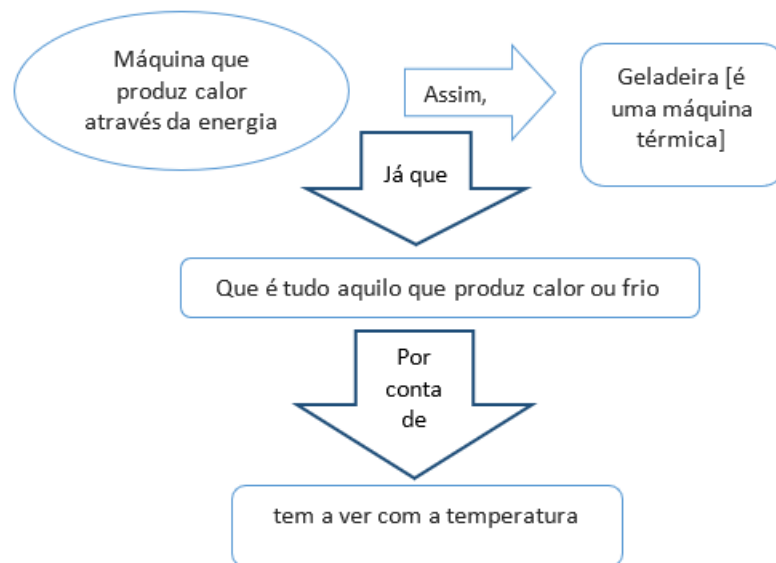 Máquina que
produz calor
através da energia
Assim,
Geladeira [é
uma máquina
térmica]
Já que
Que é tudo aquilo que produz calor ou frio
Por
conta
de
tem a ver com a temperatura